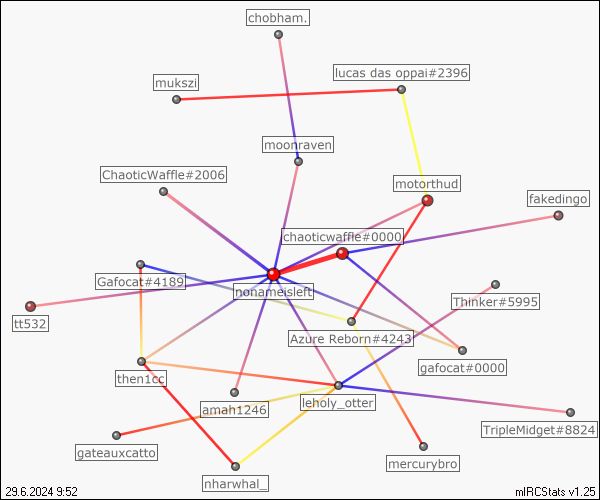 chobham.
lucas das oppai#2396
mukszi
moonraven
ChaoticWaffle#2006
motorthud
fakedingo
chaoticwaffle#0000
Gafocat#4189
nonameisleft
Thinker#5995
tt532
Azure Reborn#4243
gafocat#0000
then1cc
amah1246
leholy_otter
TripleMidget#8824
gateauxcatto
mercurybro
nharwhal_
29.6.2024 9:52
mIRCStats v1.25